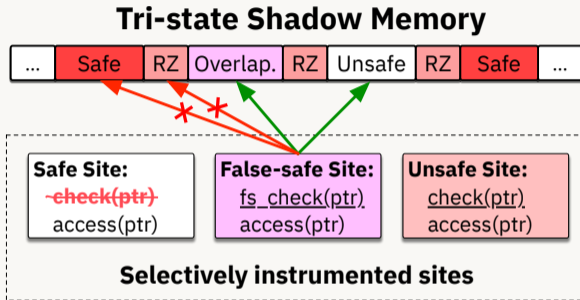 Tri-state Shadow Memory
... Safe RZ Overlap. RZ Unsafe RZ Safe ...
Safe Site:
check(ptr)
access(ptr)
False-safe Site:
fs_check(ptr)
access(ptr)
Unsafe Site:
check(ptr)
access(ptr)
Selectively instrumented sites